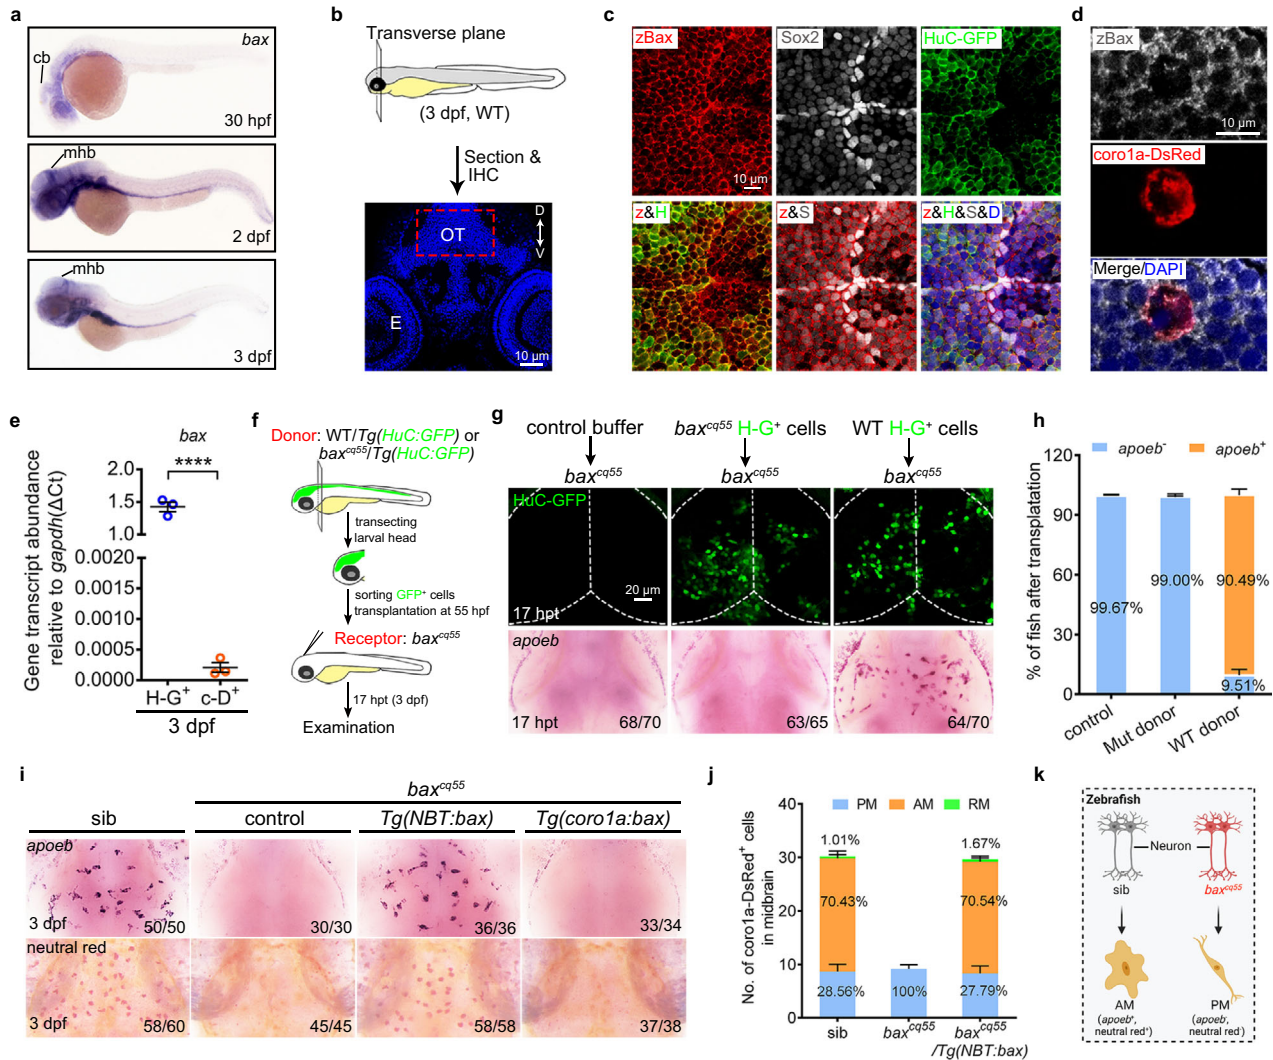 a
bax
cb
30 hpf
mhb
2 dpf
mhb
3 dpf
b
Transverse plane
(3 dpf, WT)
Section &
IHC
OT
D
V
E
10 µm
c
zBax
Sox2
HuC-GFP
10 µm
z&H
z&S
z&H&S&D
d
zBax
10 µm
coro1a-DsRed
Merge/DAPI
e
bax
****
Gene transcript abundance
relative to gapdh(ΔCt)
2.0
1.5
1.0
0.0020
0.0015
0.0010
0.0005
0.0000
H-G⁺ c-D⁺
3 dpf
f
Donor: WT/Tg(HuC:GFP) or
baxcq55/Tg(HuC:GFP)
transecting
larval head
sorting GFP⁺ cells
transplantation at 55 hpf
Receptor: baxcq55
17 hpt (3 dpf)
Examination
g
control buffer
baxcq55 H-G⁺ cells
WT H-G⁺ cells
baxcq55 baxcq55 baxcq55
HuC-GFP
20 µm
17 hpt
apoeb
17 hpt
68/70
63/65
64/70
h
apoeb⁻ apoeb⁺
% of fish after transplatation
120
90
60
30
0
99.67%
99.00%
90.49%
9.51%
control
Mut donor
WT donor
i
baxcq55
sib control Tg(NBT:bax) Tg(coro1a:bax)
apoeb
3 dpf
50/50
30/30
36/36
33/34
neutral red
3 dpf
58/60
45/45
58/58
37/38
j
PM AM RM
No. of coro1a-DsRed⁺ cells
in midbrain
40
30
20
10
0
1.01%
70.43%
28.56%
100%
1.67%
70.54%
27.79%
sib
baxcq55
baxcq55
/Tg(NBT:bax)
k
Zebrafish
Neuron
sib
baxcq55
AM
(apoeb⁺,
neutral red⁺)
PM
(apoeb⁻,
neutral red⁻)